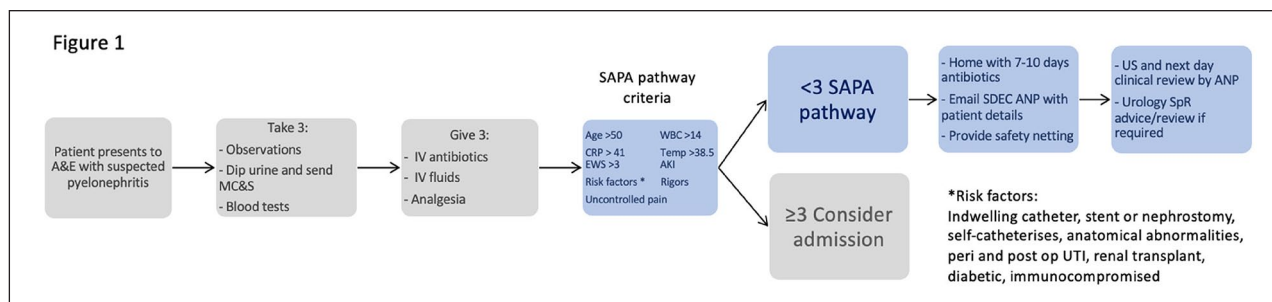 Figure 1
Patient presents to
A&E with suspected
pyelonephritis
Take 3:
- Observations
- Dip urine and send
MC&S
- Blood tests
Give 3:
- IV antibiotics
- IV fluids
- Analgesia
SAPA pathway
criteria
Age >50 WBC >14
CRP > 41 Temp >38.5
EWS >3 AKI
Risk factors * Rigors
Uncontrolled pain
<3 SAPA
pathway
≥3 Consider
admission
- Home with 7-10 days
antibiotics
- Email SDEC ANP with
patient details
- Provide safety netting
- US and next day
clinical review by ANP
- Urology SpR
advice/review if
required
*Risk factors:
Indwelling catheter, stent or nephrostomy,
self-catheterises, anatomical abnormalities,
peri and post op UTI, renal transplant,
diabetic, immunocompromised